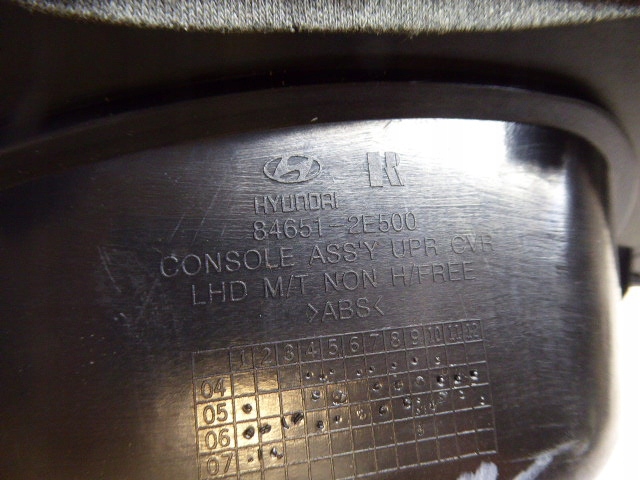 HYUNDAI
84651-2E500
CONSOLE ASS'Y UPR CVR
LHD M/T NON H/FREE
>ABS<
1 2 3 4 5 6 7 8 9 10 11 12
04
05
06
07